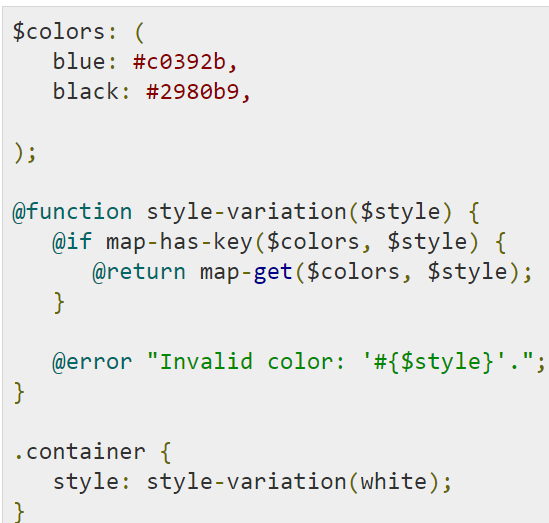 $colors: (
   blue: #c0392b,
   black: #2980b9,

);

@function style-variation($style) {
   @if map-has-key($colors, $style) {
      @return map-get($colors, $style);
   }

   @error "Invalid color: '#{$style}'.";
}

.container {
   style: style-variation(white);
}